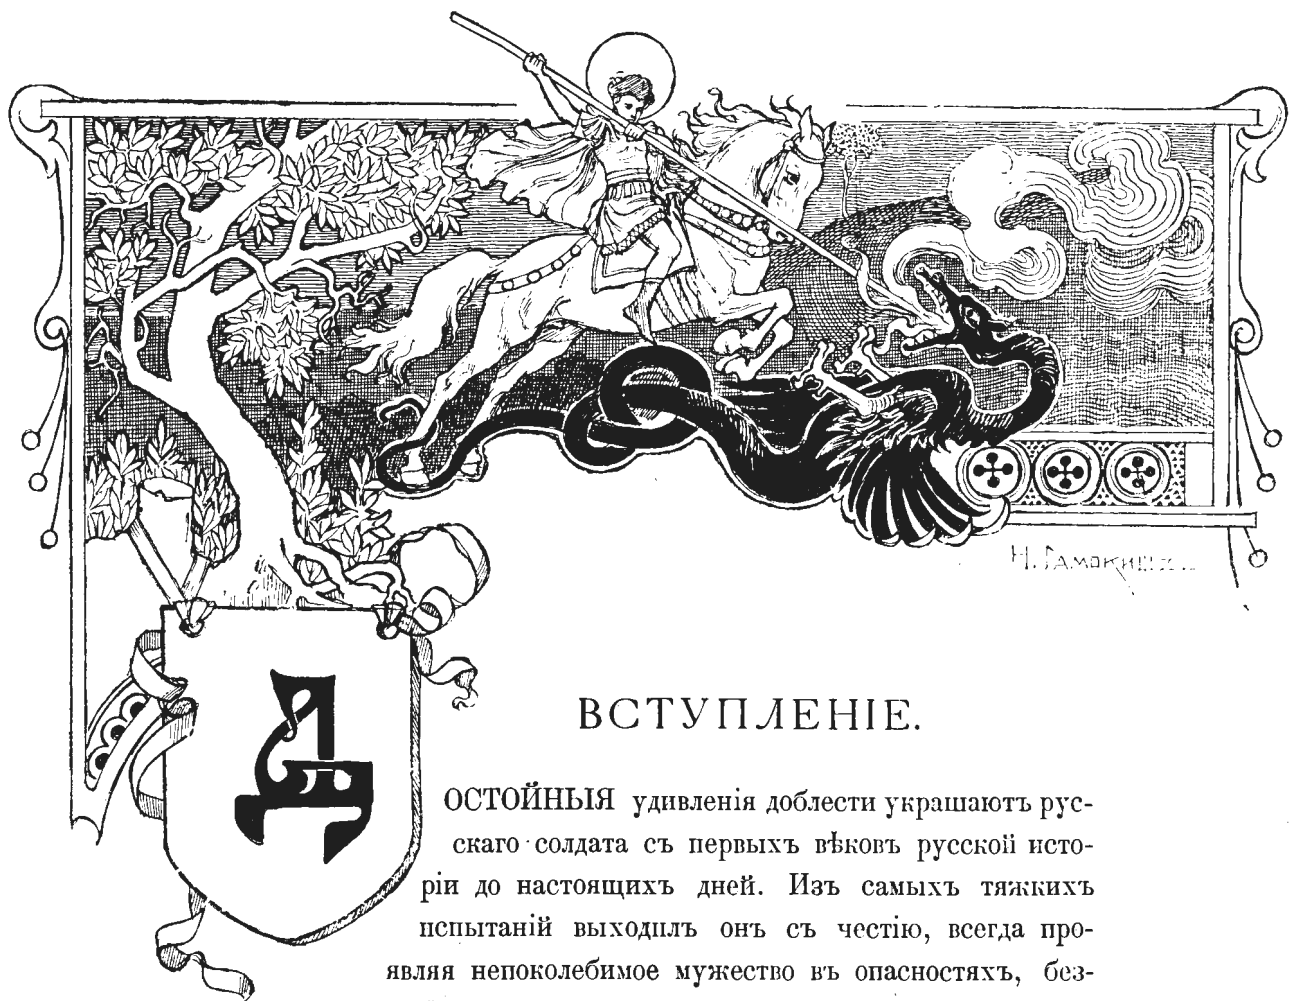 Н. Самокиш
ВСТУПЛЕНІЕ.
ДОСТОЙНЫЯ удивленія доблести украшаютъ рус-
скаго солдата съ первыхъ вѣковъ русской исто-
ріи до настоящихъ дней. Изъ самыхъ тяжкихъ
испытаній выходилъ онъ съ честію, всегда про-
являя непоколебимое мужество въ опасностяхъ, без-